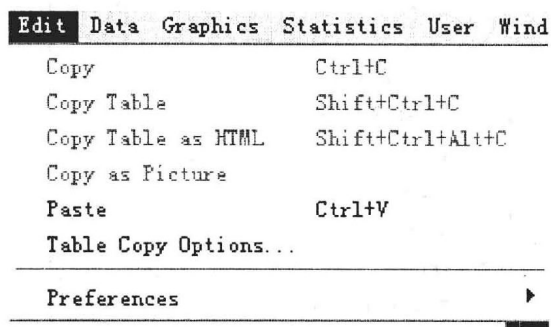 Edit Data Graphics Statistics User Wind
Copy Ctrl+C
Copy Table Shift+Ctrl+C
Copy Table as HTML Shift+Ctrl+Alt+C
Copy as Picture
Paste Ctrl+V
Table Copy Options...
Preferences